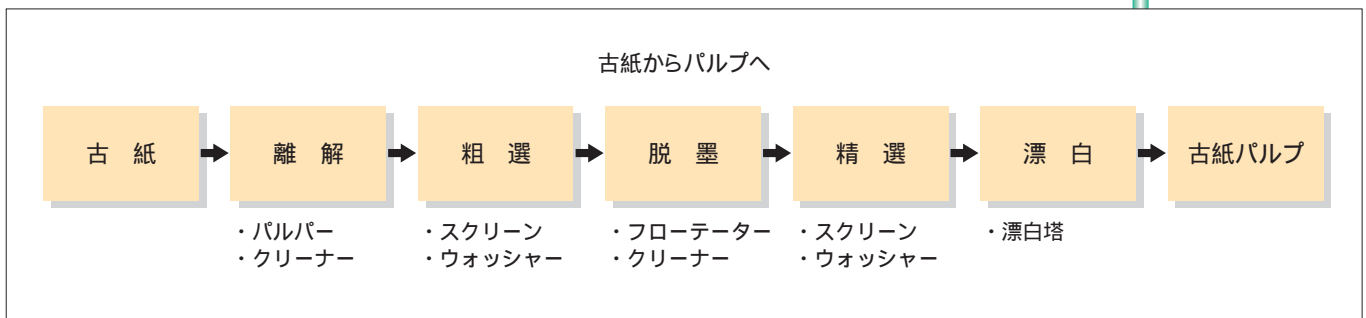 古紙からパルプへ
古　紙
離　解
粗　選
脱　墨
精　選
漂　白
古紙パルプ
・パルパー
・クリーナー
・スクリーン
・ウォッシャー
・フローテーター
・クリーナー
・スクリーン
・ウォッシャー
・漂白塔